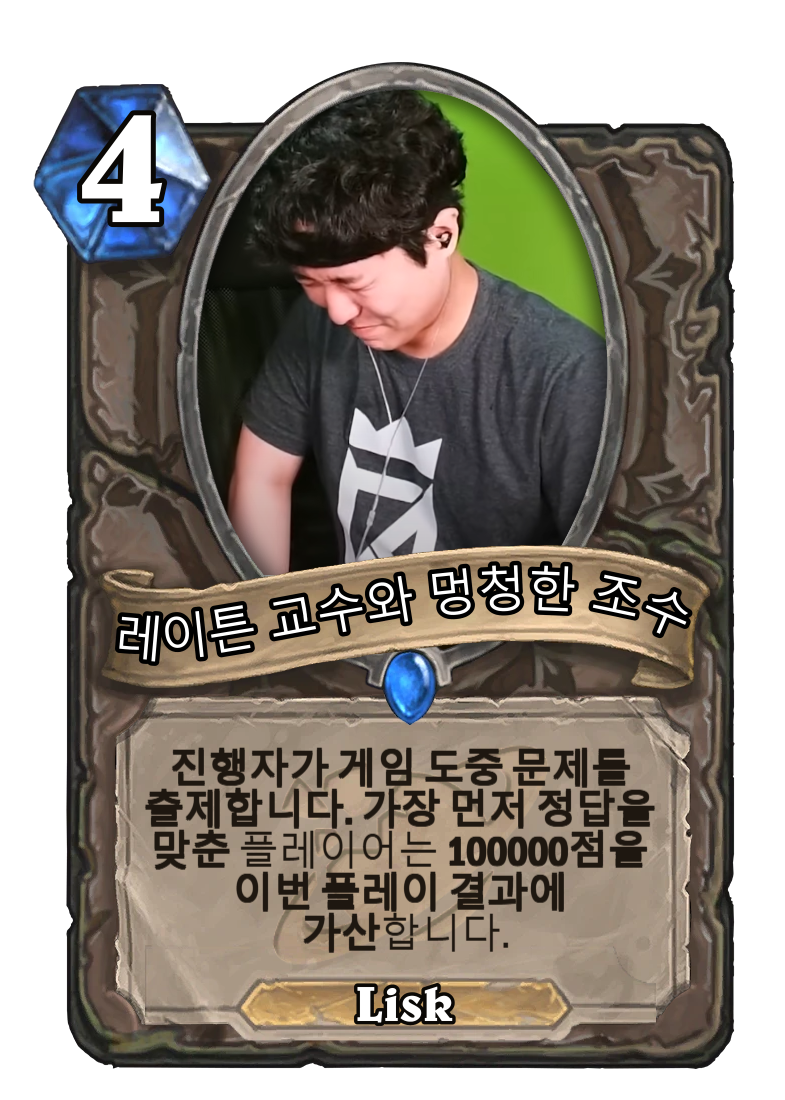 4
레이튼 교수와 멍청한 조수
진행자가 게임 도중 문제를
출제합니다. 가장 먼저 정답을
맞춘 플레이어는 100000점을
이번 플레이 결과에
가산합니다.
Lisk